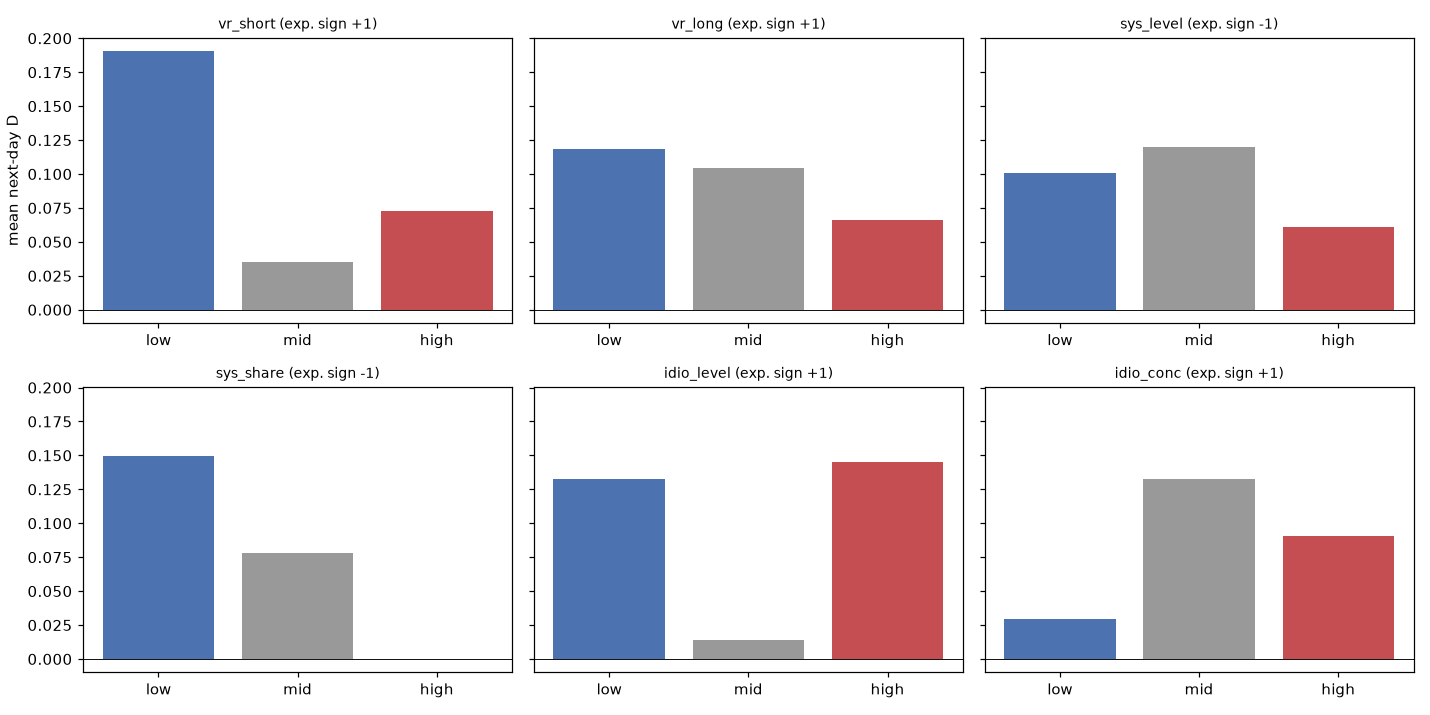 vr_short (exp. sign +1)
vr_long (exp. sign +1)
sys_level (exp. sign -1)
mean next-day D
0.200
0.175
0.150
0.125
0.100
0.075
0.050
0.025
0.000
low mid high
low mid high
low mid high
sys_share (exp. sign -1)
idio_level (exp. sign +1)
idio_conc (exp. sign +1)
0.200
0.175
0.150
0.125
0.100
0.075
0.050
0.025
0.000
low mid high
low mid high
low mid high